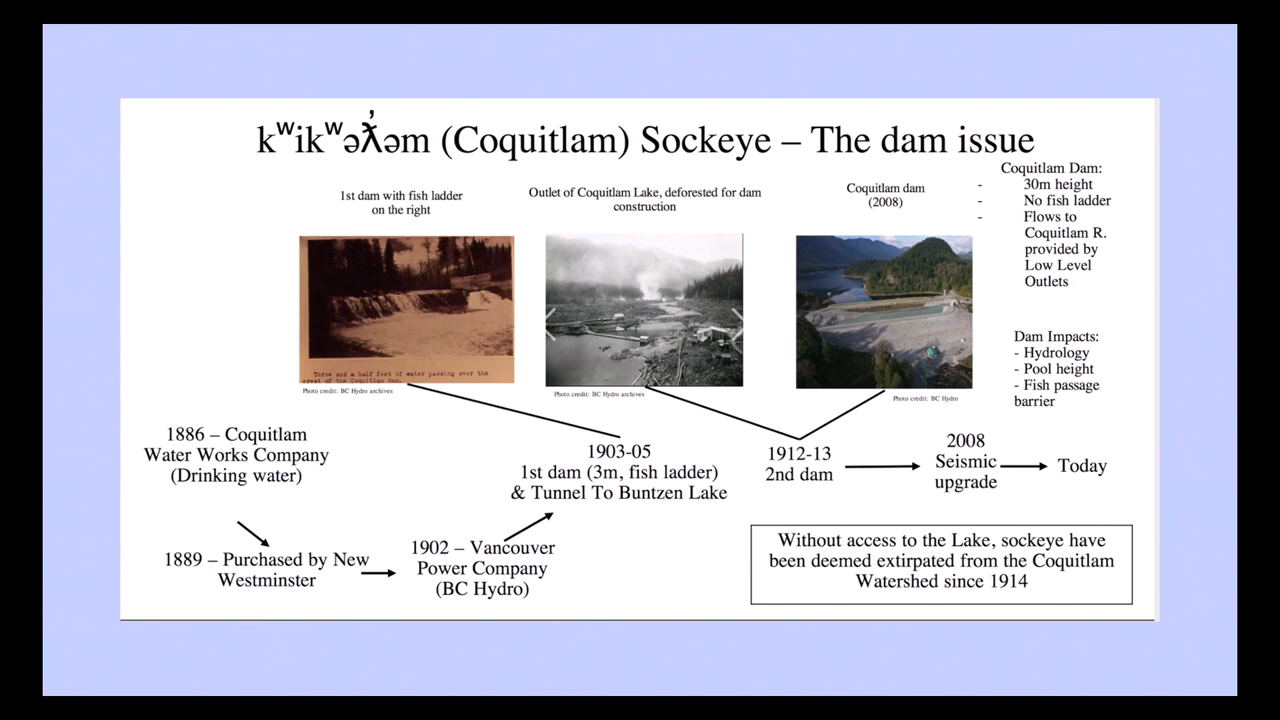 kʷikʷəƛ̓əm (Coquitlam) Sockeye – The dam issue
1st dam with fish ladder
on the right
Outlet of Coquitlam Lake, deforested for dam
construction
Coquitlam dam
(2008)
Coquitlam Dam:
- 30m height
- No fish ladder
- Flows to
Coquitlam R.
provided by
Low Level
Outlets
Three and a half feet of water passing over the
crest of the Coquitlam dam.
Photo credit: BC Hydro archives
Photo credit: BC Hydro archives
Photo credit: BC Hydro
Dam Impacts:
- Hydrology
- Pool height
- Fish passage
barrier
1886 – Coquitlam
Water Works Company
(Drinking water)
1889 – Purchased by New
Westminster
1902 – Vancouver
Power Company
(BC Hydro)
1903-05
1st dam (3m, fish ladder)
& Tunnel To Buntzen Lake
1912-13
2nd dam
2008
Seismic
upgrade
Today
Without access to the Lake, sockeye have
been deemed extirpated from the Coquitlam
Watershed since 1914